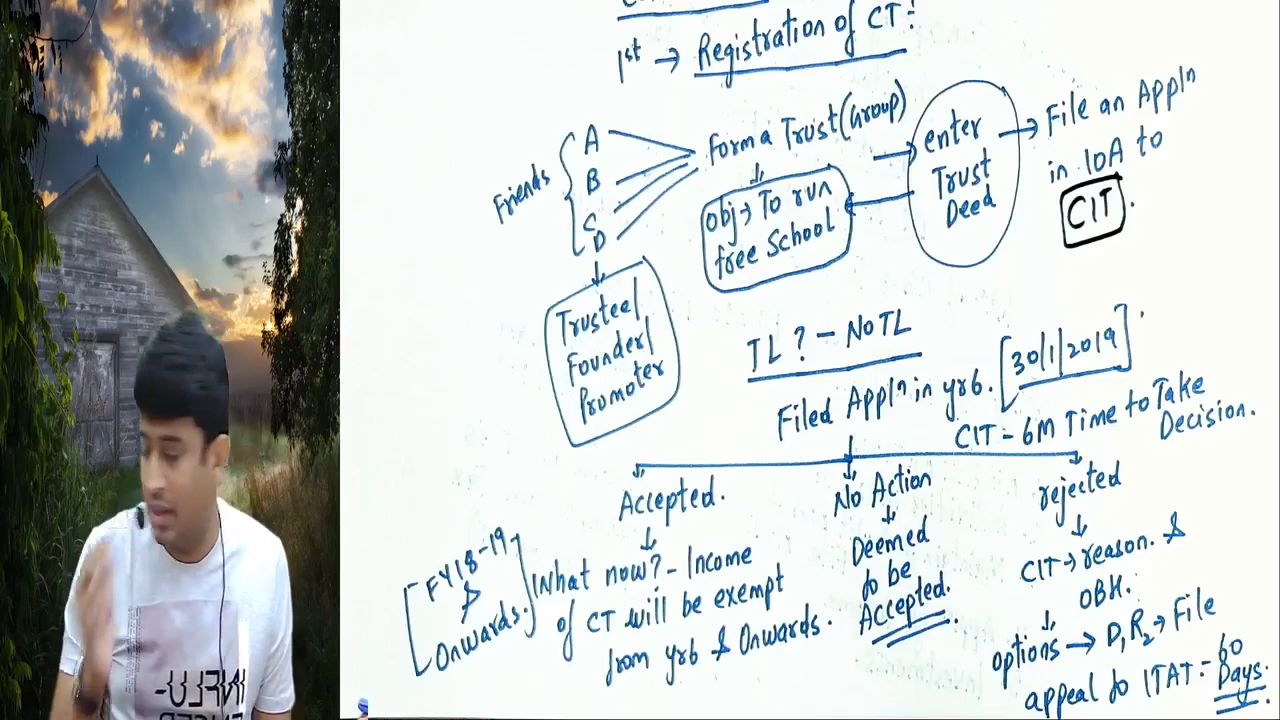 1st → Registration of CT:
Friends { A B C D
Form a Trust (Group)
obj → To run
free School
enter
Trust
Deed
→ File an Appln
in 10A to
CIT.
Trustee/
Founder/
Promoter
TL ? – No TL
Filed Appln in yr6. [30/1/2019].
CIT – 6M Time to Take
Decision.
Accepted.
[FY18-19
&
Onwards.]
What now? – Income
of CT will be exempt
from yr6 & Onwards.
No Action
Deemed
to be
Accepted.
rejected
CIT → reason. &
OBH.
options → D, R2 → File
appeal to ITAT – 60
Days.